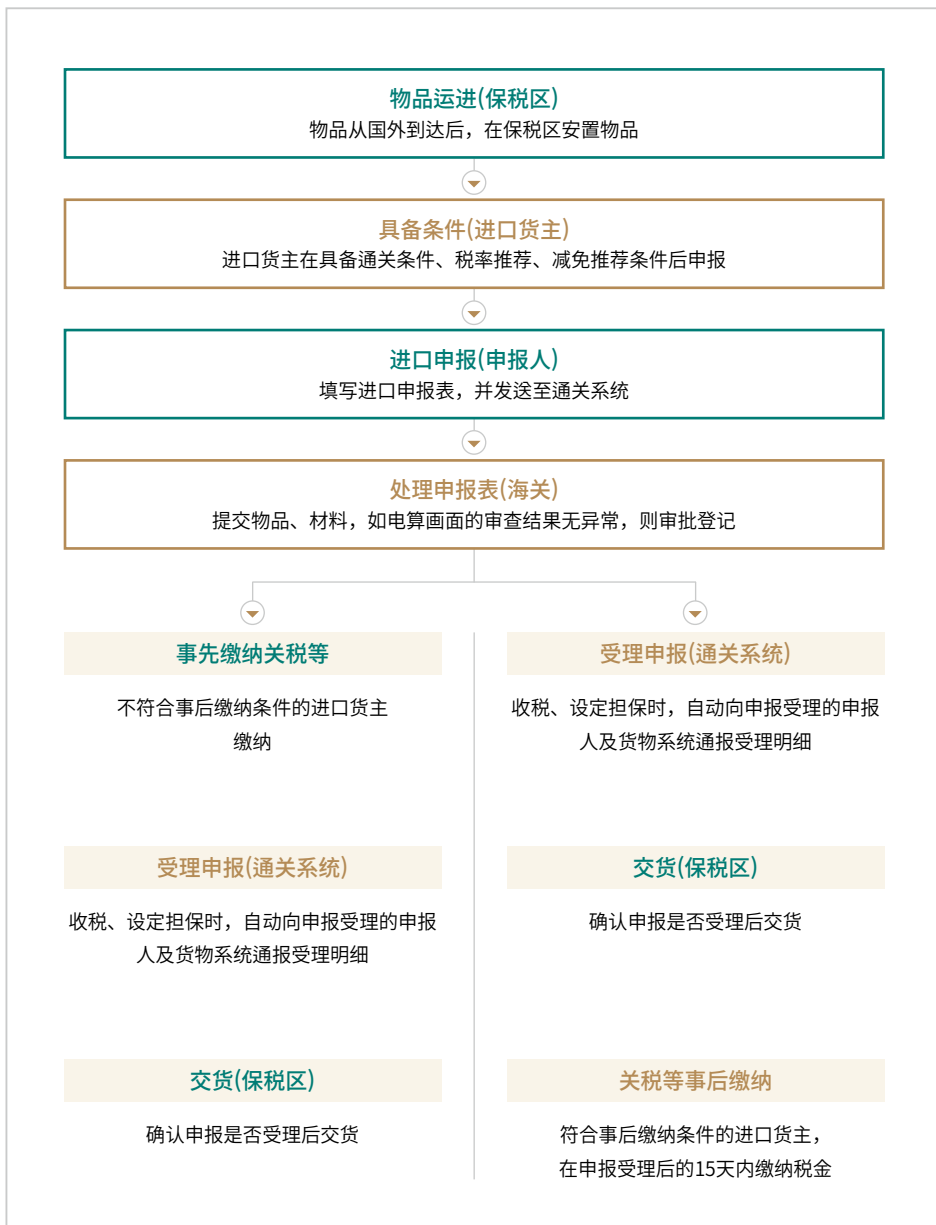 物品运进(保税区)
物品从国外到达后，在保税区安置物品
具备条件(进口货主)
进口货主在具备通关条件、税率推荐、减免推荐条件后申报
进口申报(申报人)
填写进口申报表，并发送至通关系统
处理申报表(海关)
提交物品、材料，如电算画面的审查结果无异常，则审批登记
事先缴纳关税等
不符合事后缴纳条件的进口货主
缴纳
受理申报(通关系统)
收税、设定担保时，自动向申报受理的申报
人及货物系统通报受理明细
交货(保税区)
确认申报是否受理后交货
受理申报(通关系统)
收税、设定担保时，自动向申报受理的申报
人及货物系统通报受理明细
交货(保税区)
确认申报是否受理后交货
关税等事后缴纳
符合事后缴纳条件的进口货主，
在申报受理后的15天内缴纳税金